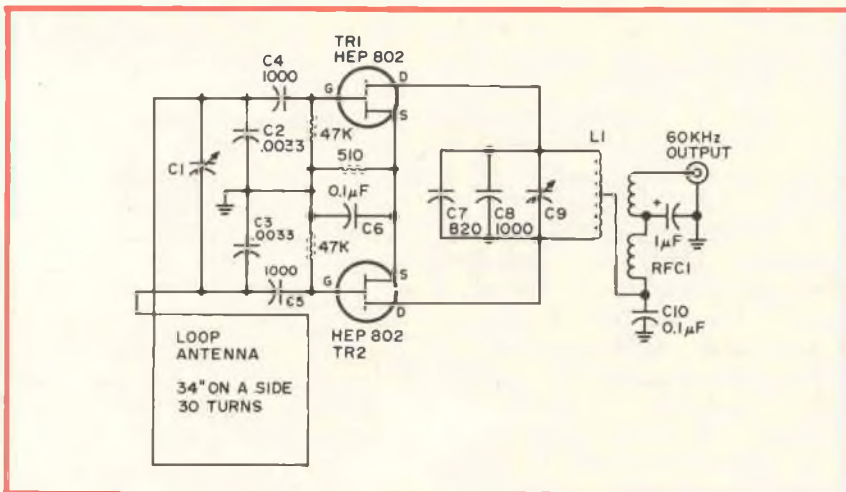 TR1
HEP 802
C4
1000
D
G
S
C2
.0033
47K
510
C1
0.1µF
C6
C3
.0033
47K
1000
C5
G
S
D
HEP 802
TR2
L1
60KHz
OUTPUT
C7
820
C8
1000
C9
+
1µF
RFC1
C10
0.1µF
LOOP
ANTENNA
34" ON A SIDE
30 TURNS